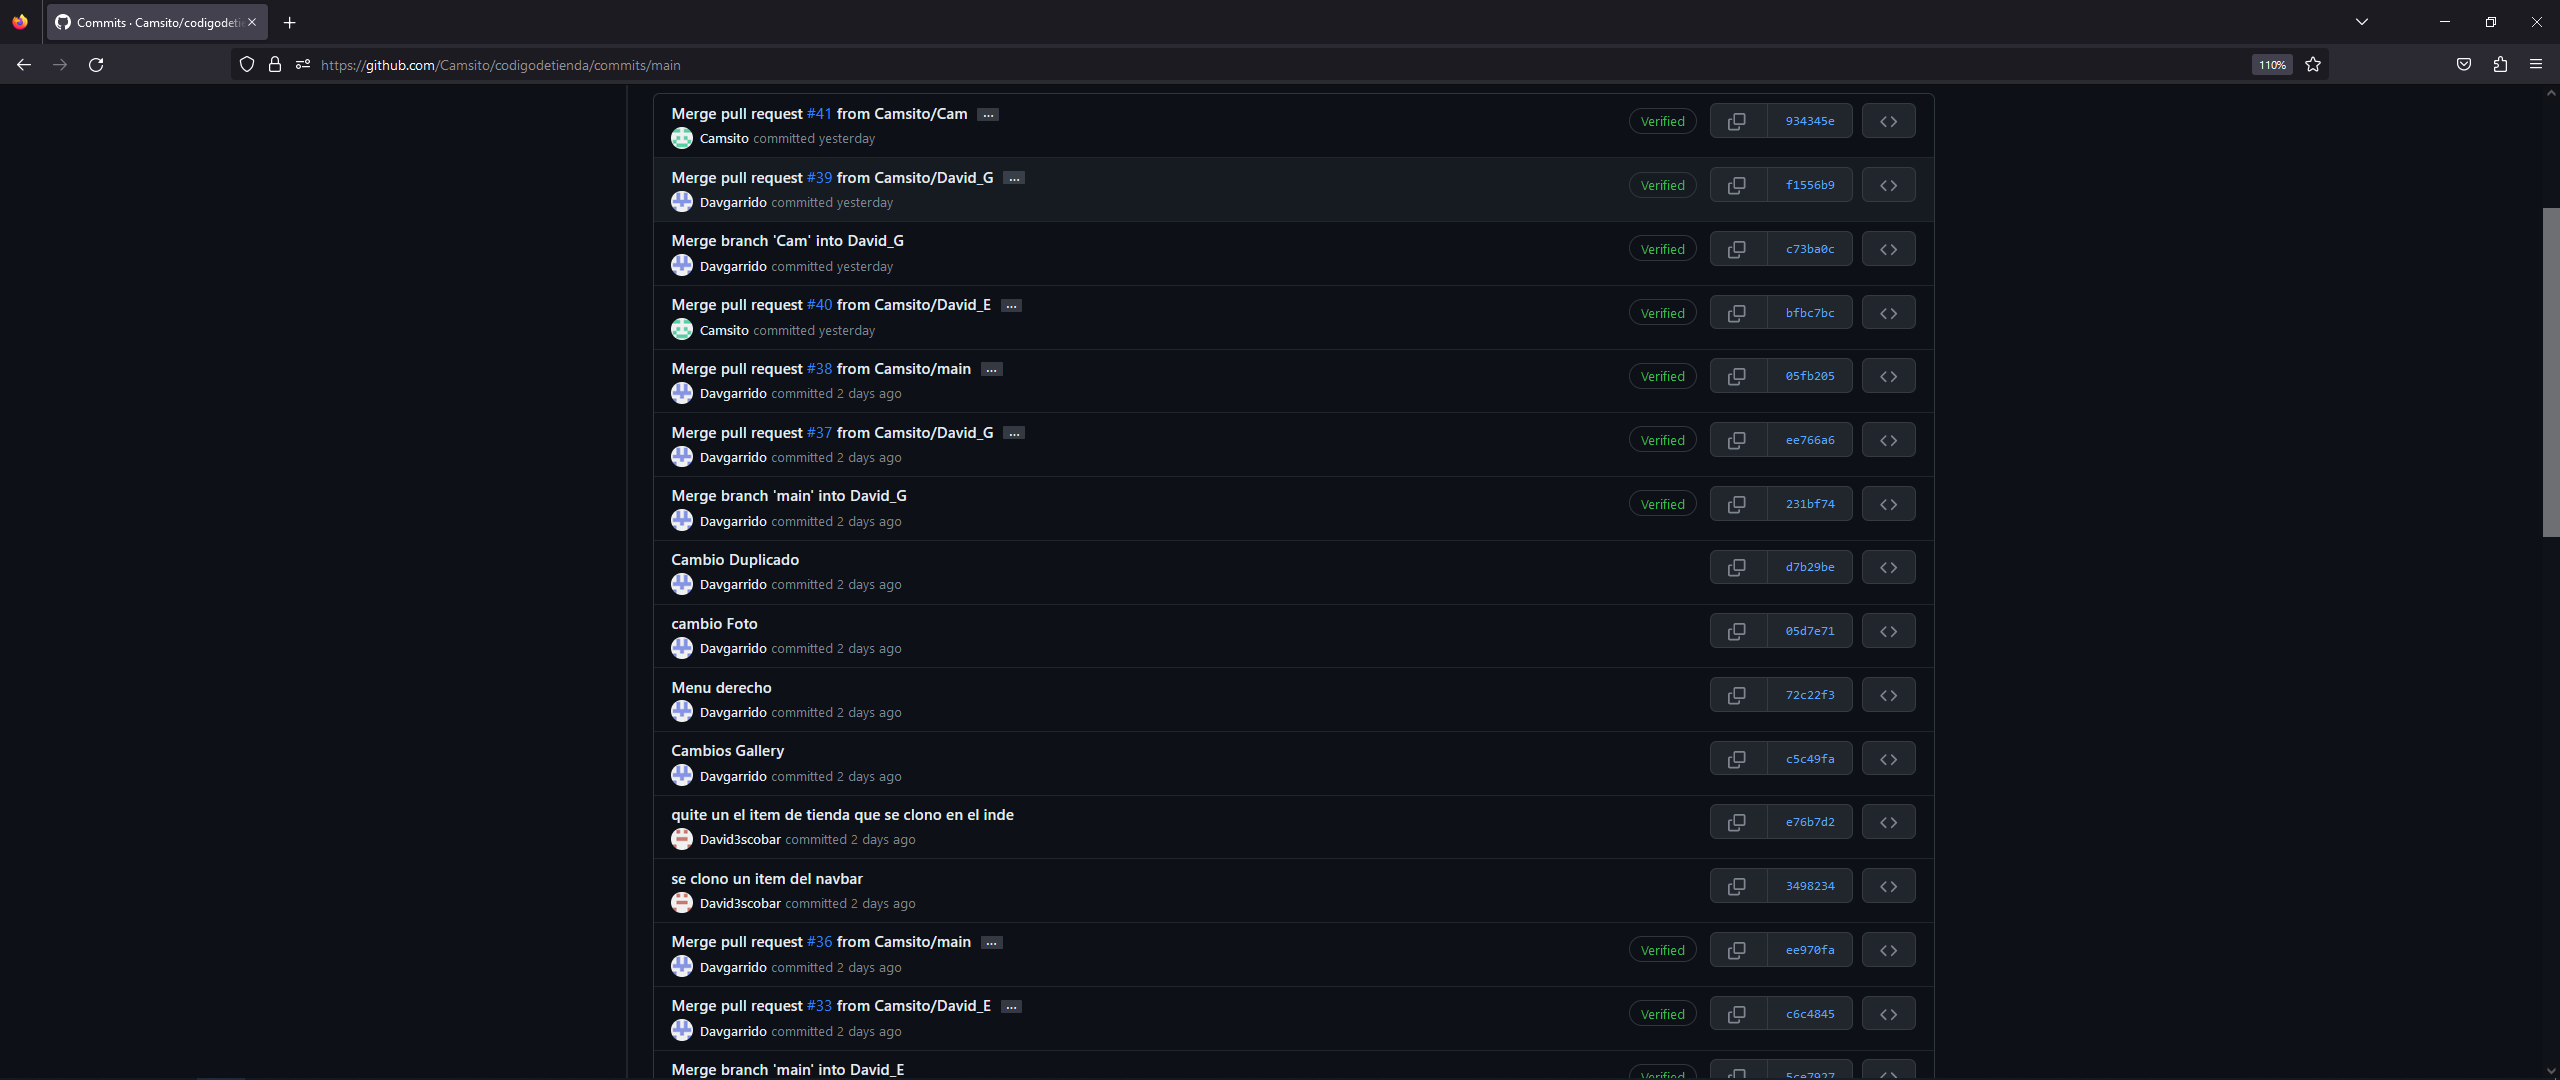 Commits · Camsito/codigodeti
https://github.com/Camsito/codigodetienda/commits/main
110%
Merge pull request #41 from Camsito/Cam ...
Verified
934345e
Camsito committed yesterday
Merge pull request #39 from Camsito/David_G ...
Verified
f1556b9
Davgarrido committed yesterday
Merge branch 'Cam' into David_G
Verified
c73ba0c
Davgarrido committed yesterday
Merge pull request #40 from Camsito/David_E ...
Verified
bfbc7bc
Camsito committed yesterday
Merge pull request #38 from Camsito/main ...
Verified
05fb205
Davgarrido committed 2 days ago
Merge pull request #37 from Camsito/David_G ...
Verified
ee766a6
Davgarrido committed 2 days ago
Merge branch 'main' into David_G
Verified
231bf74
Davgarrido committed 2 days ago
Cambio Duplicado
d7b29be
Davgarrido committed 2 days ago
cambio Foto
05d7e71
Davgarrido committed 2 days ago
Menu derecho
72c22f3
Davgarrido committed 2 days ago
Cambios Gallery
c5c49fa
Davgarrido committed 2 days ago
quite un el item de tienda que se clono en el inde
e76b7d2
David3scobar committed 2 days ago
se clono un item del navbar
3498234
David3scobar committed 2 days ago
Merge pull request #36 from Camsito/main ...
Verified
ee970fa
Davgarrido committed 2 days ago
Merge pull request #33 from Camsito/David_E ...
Verified
c6c4845
Davgarrido committed 2 days ago
Merge branch 'main' into David_E
Verified
5ce7927